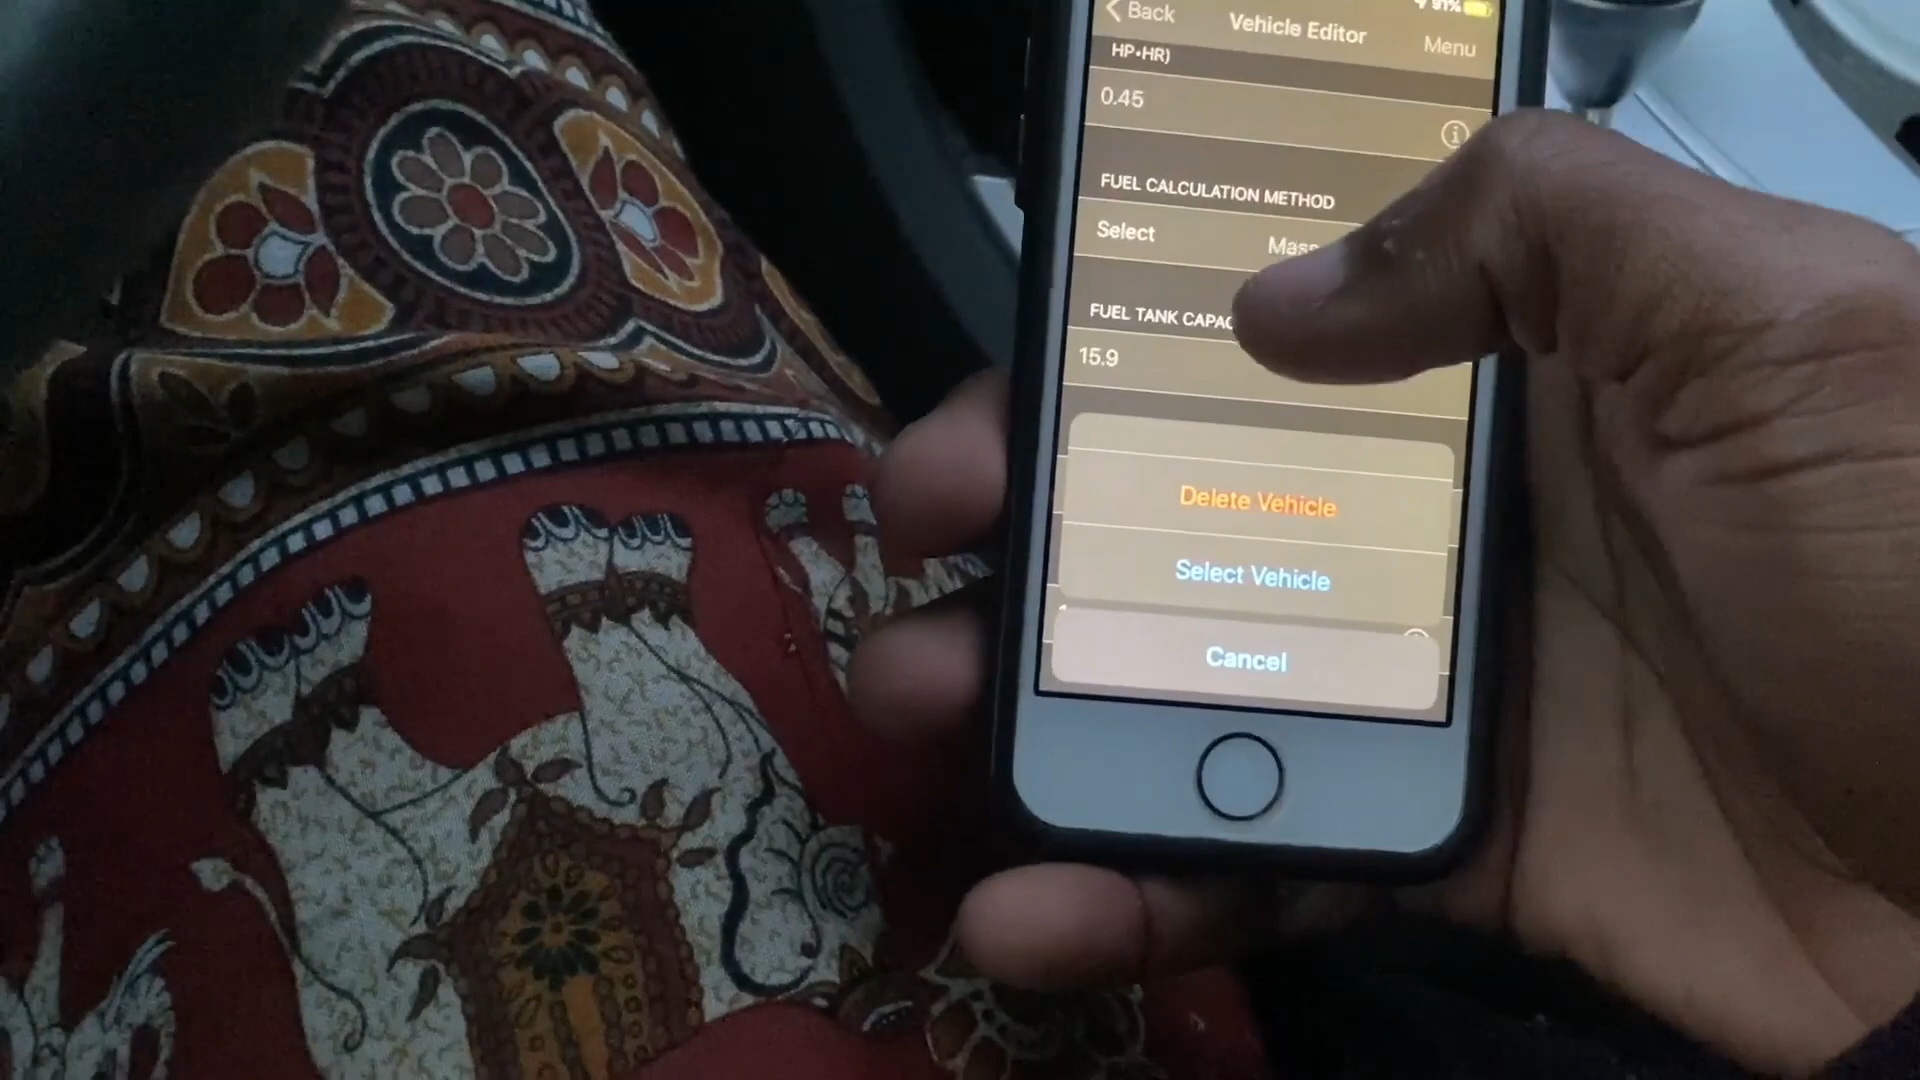 Back
Vehicle Editor
Menu
91%
HP•HR)
0.45
FUEL CALCULATION METHOD
Select
FUEL TANK
15.9
Delete Vehicle
Select Vehicle
Cancel